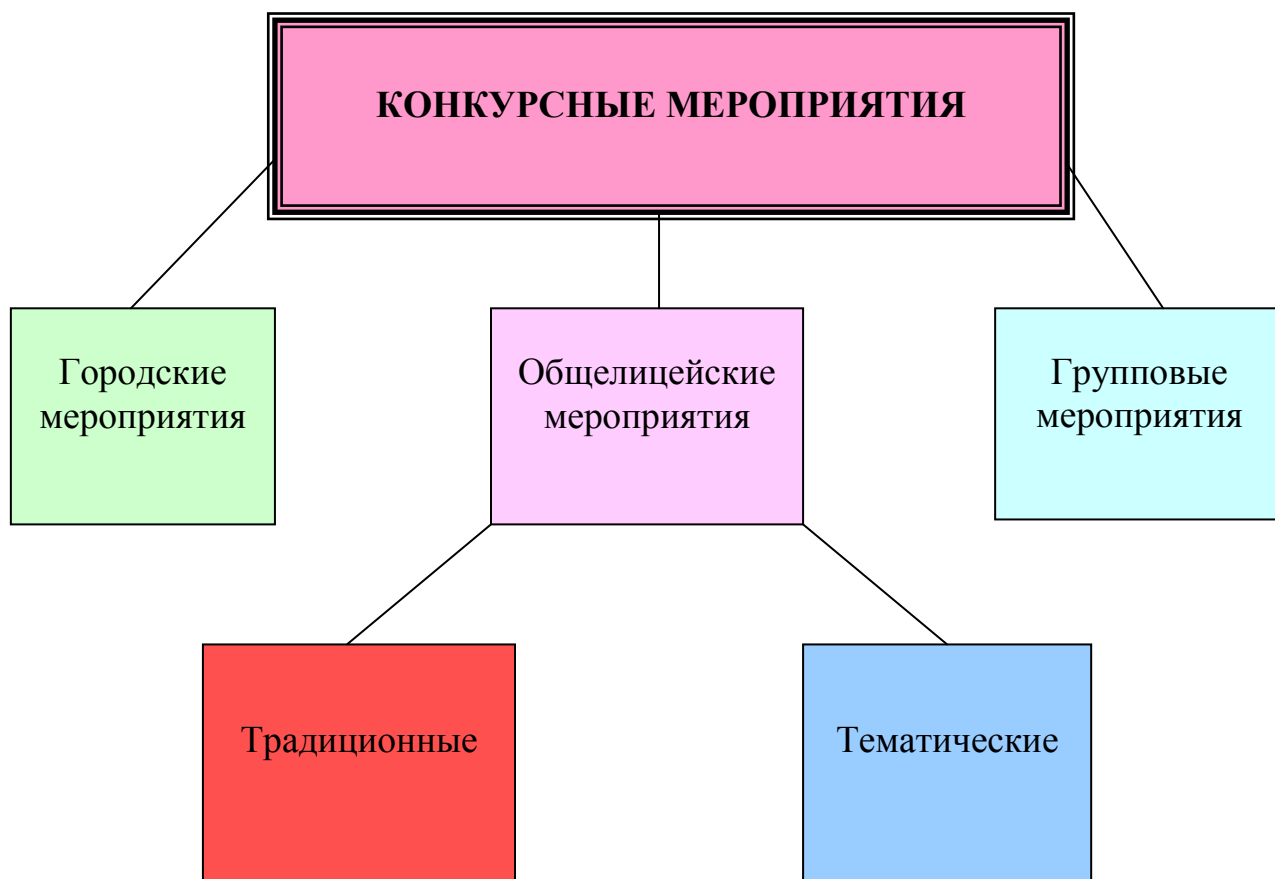 КОНКУРСНЫЕ МЕРОПРИЯТИЯ
Городские
мероприятия
Общелицейские
мероприятия
Групповые
мероприятия
Традиционные
Тематические